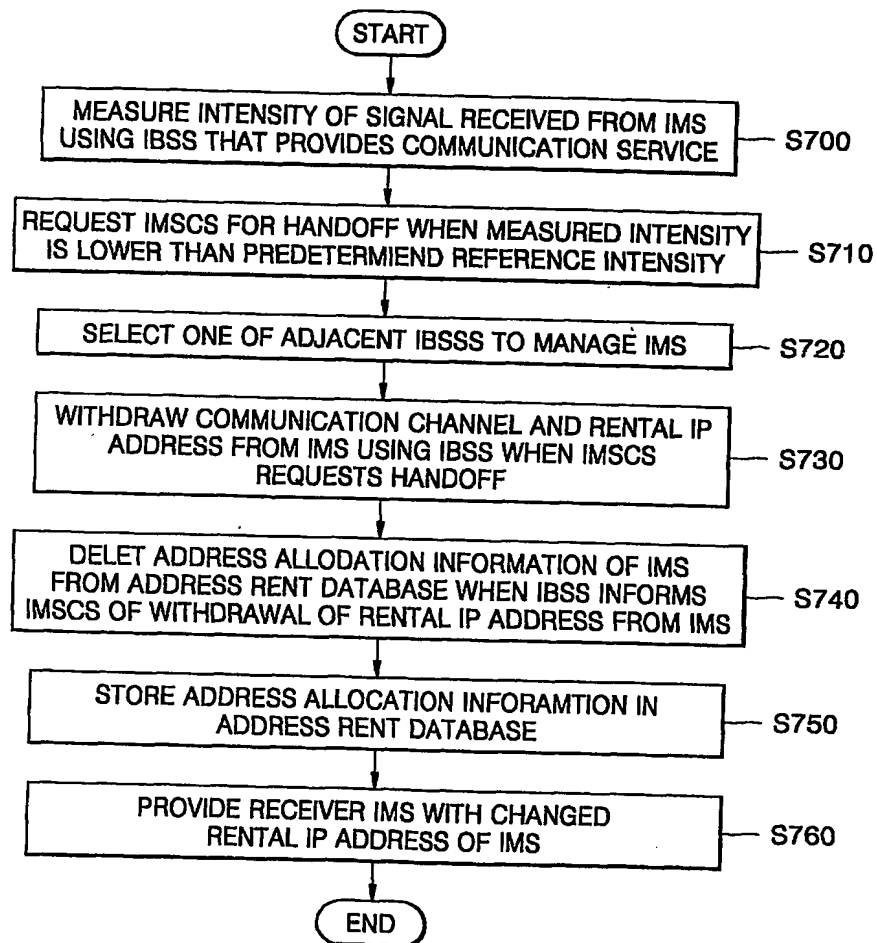 START
MEASURE INTENSITY OF SIGNAL RECEIVED FROM IMS
USING IBSS THAT PROVIDES COMMUNICATION SERVICE
S700
REQUEST IMSCS FOR HANDOFF WHEN MEASURED INTENSITY
IS LOWER THAN PREDETERMIEND REFERENCE INTENSITY
S710
SELECT ONE OF ADJACENT IBSSS TO MANAGE IMS
S720
WITHDRAW COMMUNICATION CHANNEL AND RENTAL IP
ADDRESS FROM IMS USING IBSS WHEN IMSCS
REQUESTS HANDOFF
S730
DELET ADDRESS ALLODATION INFORMATION OF IMS
FROM ADDRESS RENT DATABASE WHEN IBSS INFORMS
IMSCS OF WITHDRAWAL OF RENTAL IP ADDRESS FROM IMS
S740
STORE ADDRESS ALLOCATION INFORAMTION IN
ADDRESS RENT DATABASE
S750
PROVIDE RECEIVER IMS WITH CHANGED
RENTAL IP ADDRESS OF IMS
S760
END